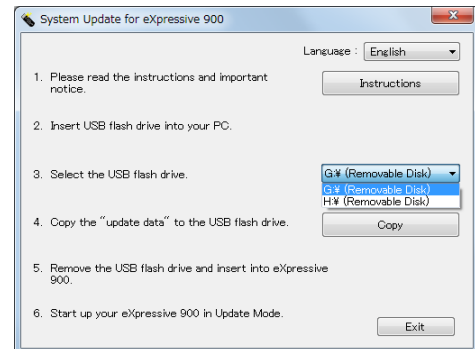 System Update for eXpressive 900
Language : English
1. Please read the instructions and important
notice.
Instructions
2. Insert USB flash drive into your PC.
3. Select the USB flash drive.
G:¥ (Removable Disk)
G:¥ (Removable Disk)
H:¥ (Removable Disk)
4. Copy the "update data" to the USB flash drive.
Copy
5. Remove the USB flash drive and insert into eXpressive
900.
6. Start up your eXpressive 900 in Update Mode.
Exit